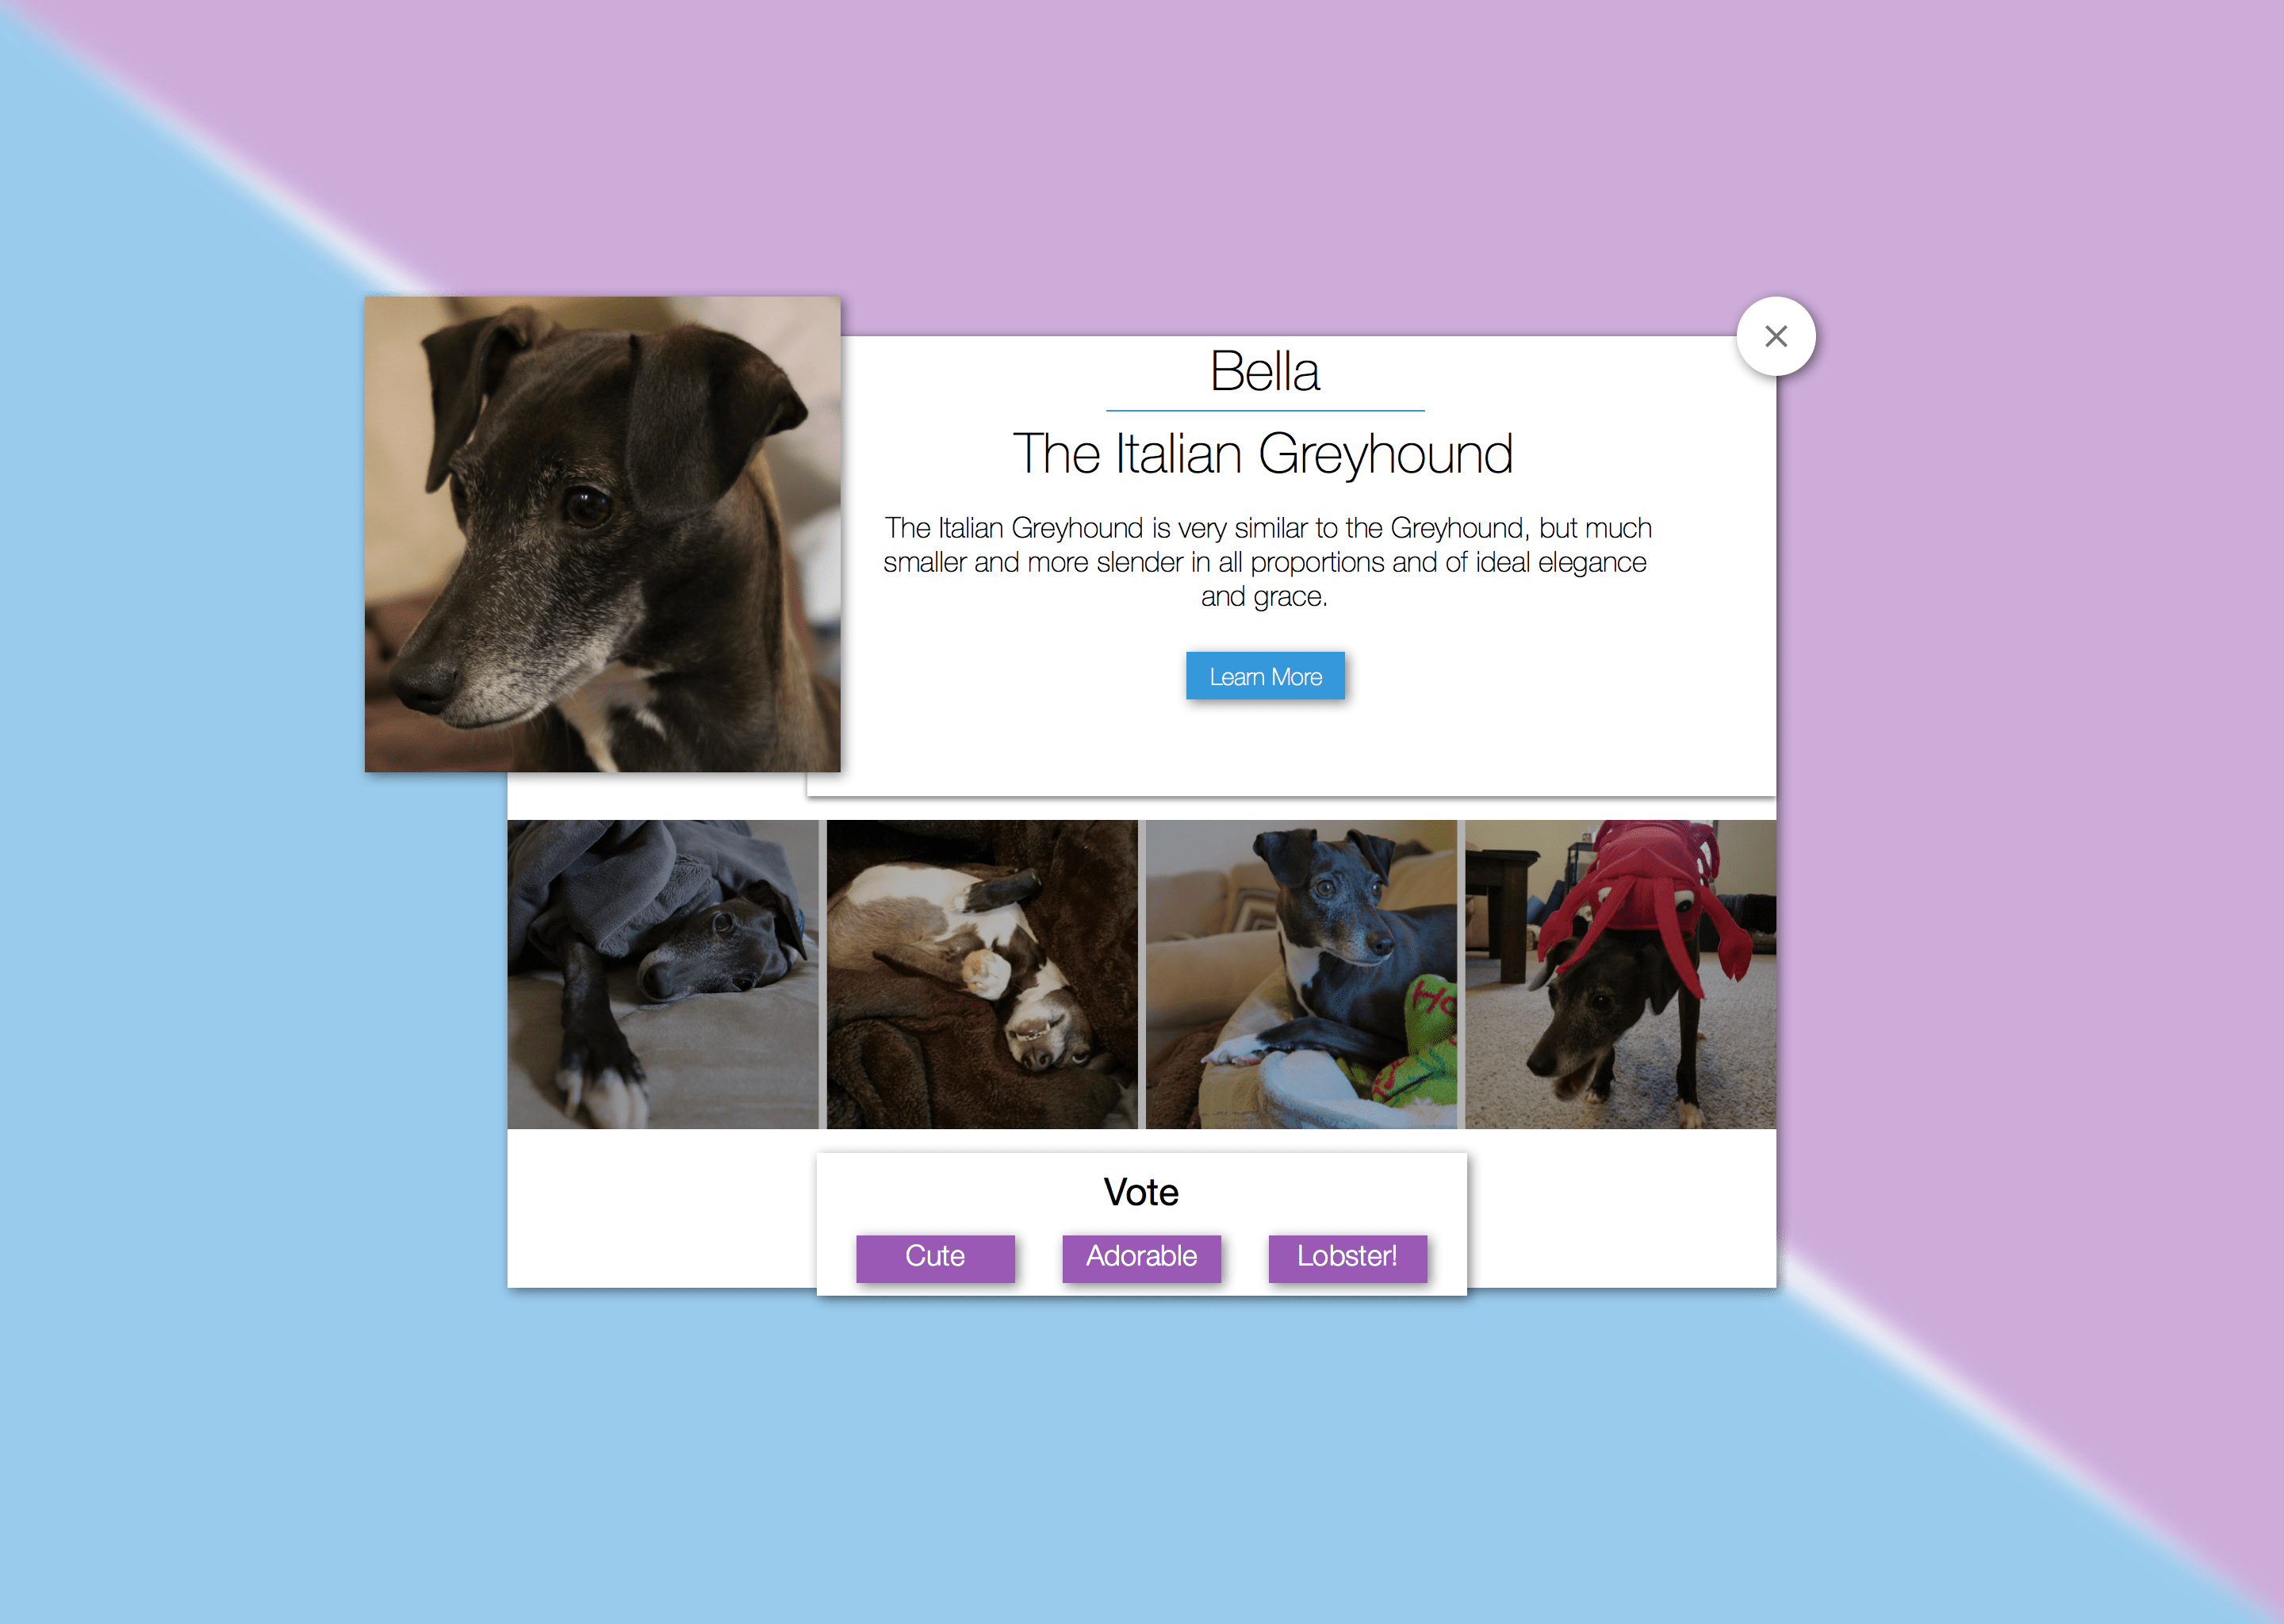 Bella
The Italian Greyhound
The Italian Greyhound is very similar to the Greyhound, but much
smaller and more slender in all proportions and of ideal elegance
and grace.
Learn More
Vote
Cute
Adorable
Lobster!